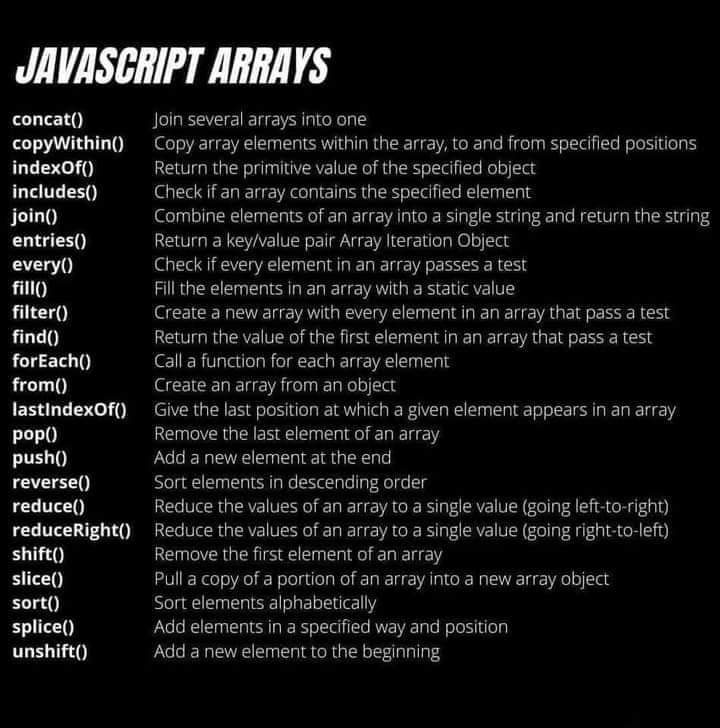 JAVASCRIPT ARRAYS
concat() Join several arrays into one
copyWithin() Copy array elements within the array, to and from specified positions
indexOf() Return the primitive value of the specified object
includes() Check if an array contains the specified element
join() Combine elements of an array into a single string and return the string
entries() Return a key/value pair Array Iteration Object
every() Check if every element in an array passes a test
fill() Fill the elements in an array with a static value
filter() Create a new array with every element in an array that pass a test
find() Return the value of the first element in an array that pass a test
forEach() Call a function for each array element
from() Create an array from an object
lastIndexOf() Give the last position at which a given element appears in an array
pop() Remove the last element of an array
push() Add a new element at the end
reverse() Sort elements in descending order
reduce() Reduce the values of an array to a single value (going left-to-right)
reduceRight() Reduce the values of an array to a single value (going right-to-left)
shift() Remove the first element of an array
slice() Pull a copy of a portion of an array into a new array object
sort() Sort elements alphabetically
splice() Add elements in a specified way and position
unshift() Add a new element to the beginning